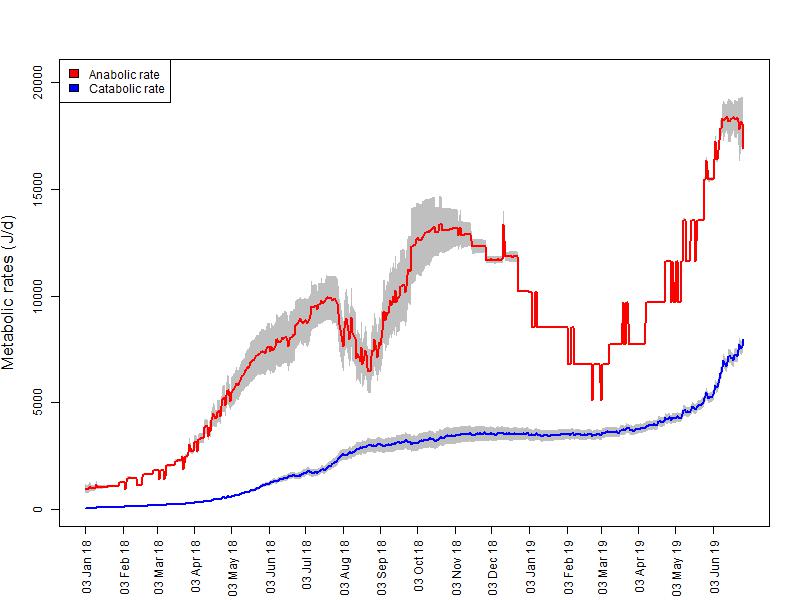 Anabolic rate
Catabolic rate
Metabolic rates (J/d)
20000
15000
10000
5000
0
03 Jan 18
03 Feb 18
03 Mar 18
03 Apr 18
03 May 18
03 Jun 18
03 Jul 18
03 Aug 18
03 Sep 18
03 Oct 18
03 Nov 18
03 Dec 18
03 Jan 19
03 Feb 19
03 Mar 19
03 Apr 19
03 May 19
03 Jun 19